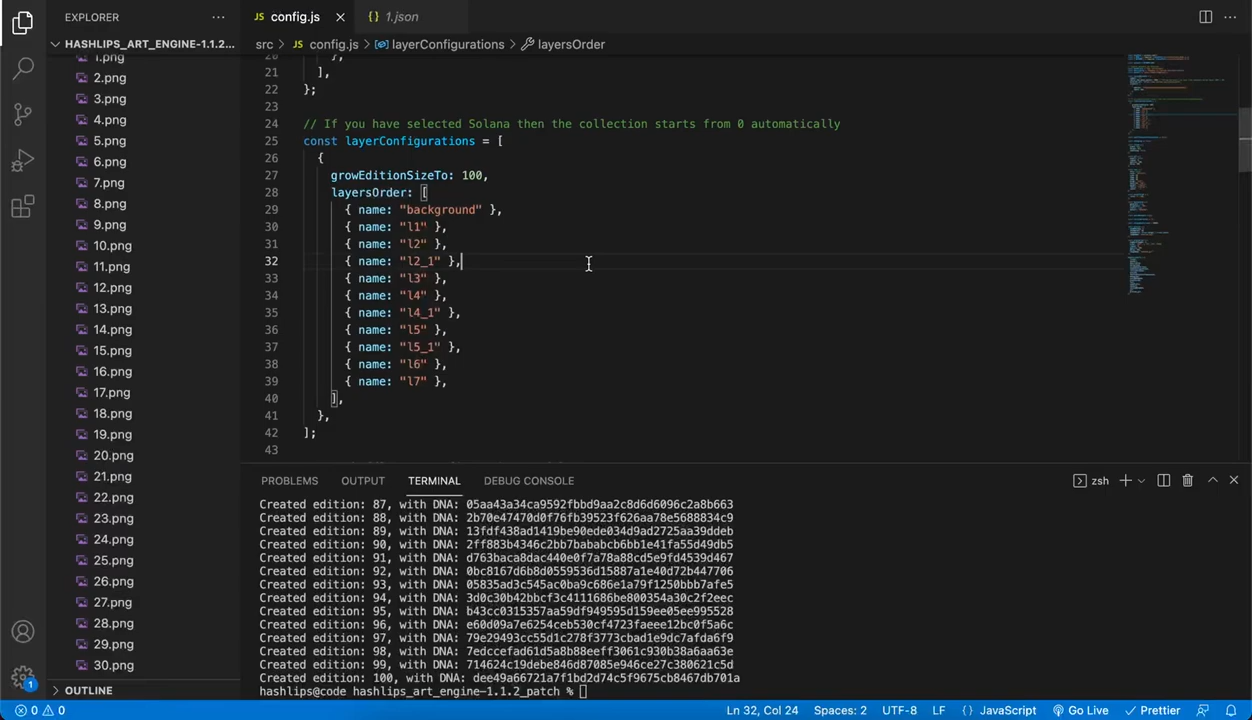 EXPLORER
···
HASHLIPS_ART_ENGINE-1.1.2...
1.png
2.png
3.png
4.png
5.png
6.png
7.png
8.png
9.png
10.png
11.png
12.png
13.png
14.png
15.png
16.png
17.png
18.png
19.png
20.png
21.png
22.png
23.png
24.png
25.png
26.png
27.png
28.png
29.png
30.png
OUTLINE
JS config.js ×
{} 1.json
src > JS config.js > layerConfigurations > layersOrder
20 },
21 ],
22 };
23
24 // If you have selected Solana then the collection starts from 0 automatically
25 const layerConfigurations = [
26 {
27 growEditionSizeTo: 100,
28 layersOrder: [
29 { name: "background" },
30 { name: "l1" },
31 { name: "l2" },
32 { name: "l2_1" },
33 { name: "l3" },
34 { name: "l4" },
35 { name: "l4_1" },
36 { name: "l5" },
37 { name: "l5_1" },
38 { name: "l6" },
39 { name: "l7" },
40 ],
41 },
42 ];
43
PROBLEMS OUTPUT TERMINAL DEBUG CONSOLE
zsh
Created edition: 87, with DNA: 05aa43a34ca9592fbbd9aa2c8d6d6096c2a8b663
Created edition: 88, with DNA: 2b70e47470d0f76fb39523f626aa78e5688834c9
Created edition: 89, with DNA: 13fdf438ad1419be90ede034d9ad2725aa39ddeb
Created edition: 90, with DNA: 2ff883b4346c2bb7bababcb6bb1e41fa55d49db5
Created edition: 91, with DNA: d763baca8dac440e0f7a78a88cd5e9fd4539d467
Created edition: 92, with DNA: 0bc8167d6b8d0559536d15887a1e40d72b447706
Created edition: 93, with DNA: 05835ad3c545ac0ba9c686e1a79f1250bbb7afe5
Created edition: 94, with DNA: 3d0c30b42bbcf3c4111686be800354a30c2f2eec
Created edition: 95, with DNA: b43cc0315357aa59df949595d159ee05ee995528
Created edition: 96, with DNA: e60d09a7e6254ceb530cf4723faeee12bc0f5a6c
Created edition: 97, with DNA: 79e29493cc55d1c278f3773cbad1e9dc7afda6f9
Created edition: 98, with DNA: 7edccefad61d5a8b88eeff3061c930b38a6aa63e
Created edition: 99, with DNA: 714624c19debe846d87085e946ce27c380621c5d
Created edition: 100, with DNA: dee49a66721a7f1bd2d74c5f9675cb8467db701a
hashlips@code hashlips_art_engine-1.1.2_patch %
1
0 0
Ln 32, Col 24 Spaces: 2 UTF-8 LF {} JavaScript Go Live Prettier